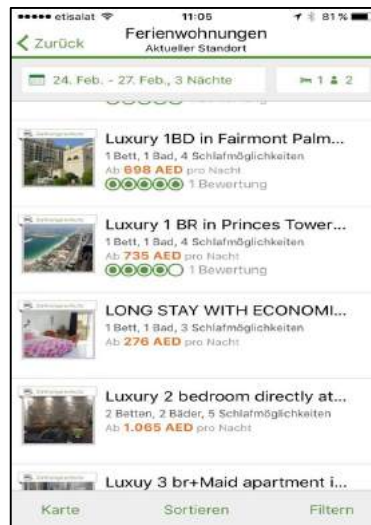 etisalat 11:05 81 %
Zurück
Ferienwohnungen
Aktueller Standort
24. Feb. - 27. Feb., 3 Nächte
1 2
Luxury 1BD in Fairmont Palm...
1 Bett, 1 Bad, 4 Schlafmöglichkeiten
Ab 698 AED pro Nacht
1 Bewertung
Luxury 1 BR in Princes Tower...
1 Bett, 1 Bad, 4 Schlafmöglichkeiten
Ab 735 AED pro Nacht
1 Bewertung
LONG STAY WITH ECONOMI...
1 Bett, 1 Bad, 3 Schlafmöglichkeiten
Ab 276 AED pro Nacht
Luxury 2 bedroom directly at...
2 Betten, 2 Bäder, 5 Schlafmöglichkeiten
Ab 1.065 AED pro Nacht
Luxuy 3 br+Maid apartment i...
Karte Sortieren Filtern